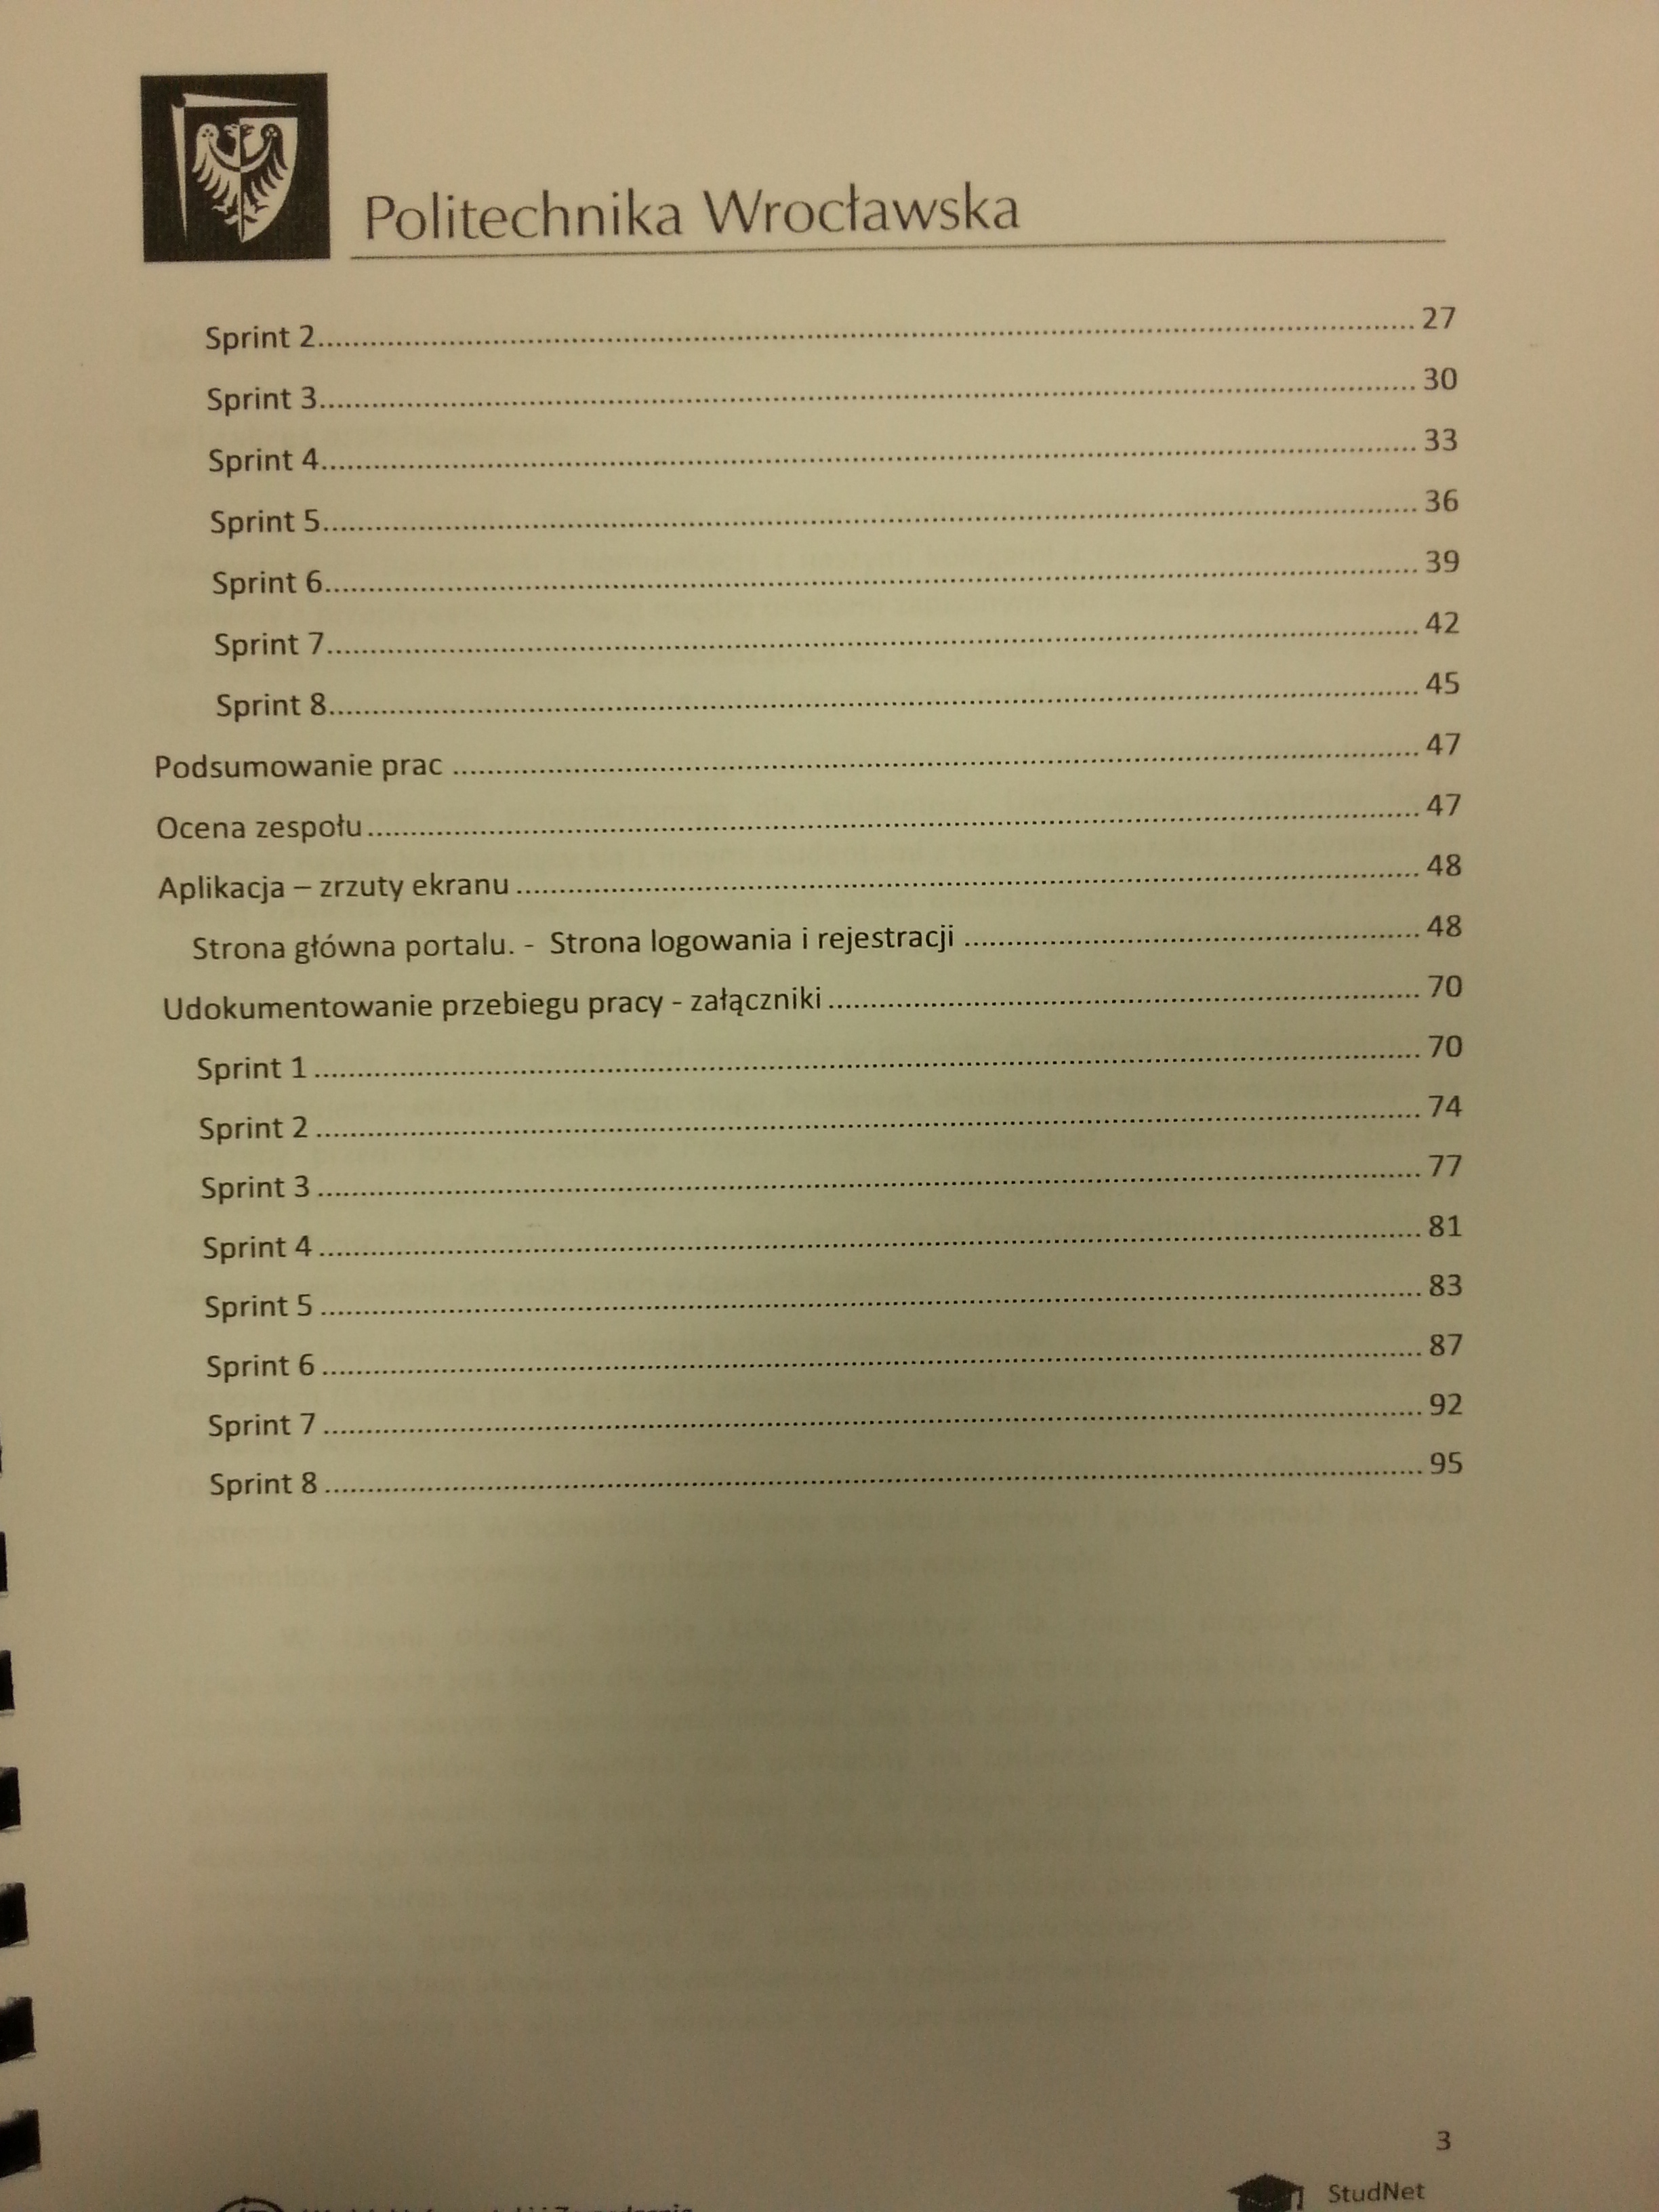 Politechnika Wrocławska
Sprint 2........................................ 27
Sprint 3........................................ 30
Sprint 4........................................ 33
Sprint 5........................................ 36
Sprint 6........................................ 39
Sprint 7........................................ 42
Sprint 8........................................ 45
Podsumowanie prac ........................................ 47
Ocena zespołu........................................ 47
Aplikacja – zrzuty ekranu ........................................ 48
Strona główna portalu. - Strona logowania i rejestracji ........................................ 48
Udokumentowanie przebiegu pracy - załączniki ........................................ 70
Sprint 1 ........................................ 70
Sprint 2 ........................................ 74
Sprint 3 ........................................ 77
Sprint 4 ........................................ 81
Sprint 5 ........................................ 83
Sprint 6 ........................................ 87
Sprint 7 ........................................ 92
Sprint 8 ........................................ 95
3
StudNet